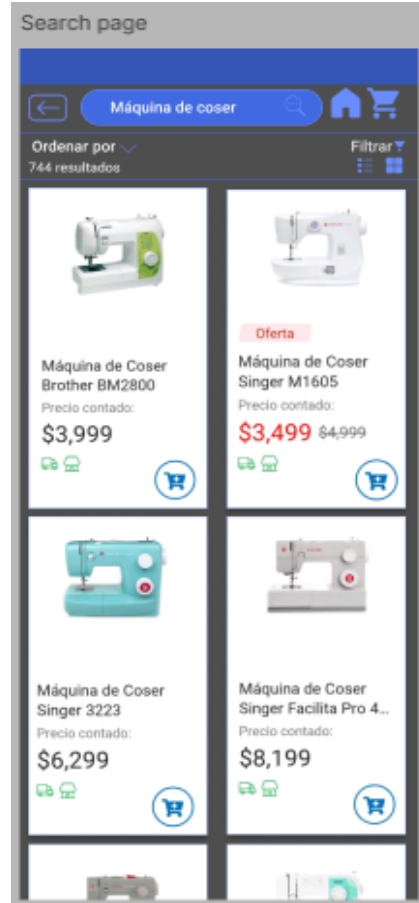 Search page
Máquina de coser
Ordenar por
Filtrar
744 resultados
Máquina de Coser
Brother BM2800
Precio contado:
$3,999
Oferta
Máquina de Coser
Singer M1605
Precio contado:
$3,499 $4,999
Máquina de Coser
Singer 3223
Precio contado:
$6,299
Máquina de Coser
Singer Facilita Pro 4...
Precio contado:
$8,199